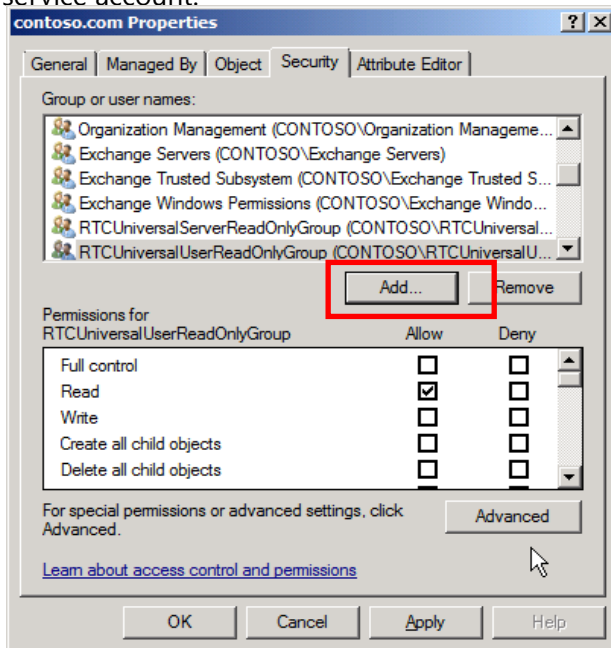 service account.
contoso.com Properties
General Managed By Object Security Attribute Editor
Group or user names:
Organization Management (CONTOSO\Organization Manageme...
Exchange Servers (CONTOSO\Exchange Servers)
Exchange Trusted Subsystem (CONTOSO\Exchange Trusted S...
Exchange Windows Permissions (CONTOSO\Exchange Windo...
RTCUniversalServerReadOnlyGroup (CONTOSO\RTCUniversal...
RTCUniversalUserReadOnlyGroup (CONTOSO\RTCUniversalU...
Add... Remove
Permissions for
RTCUniversalUserReadOnlyGroup Allow Deny
Full control
Read
Write
Create all child objects
Delete all child objects
For special permissions or advanced settings, click
Advanced.
Advanced
Learn about access control and permissions
OK Cancel Apply Help